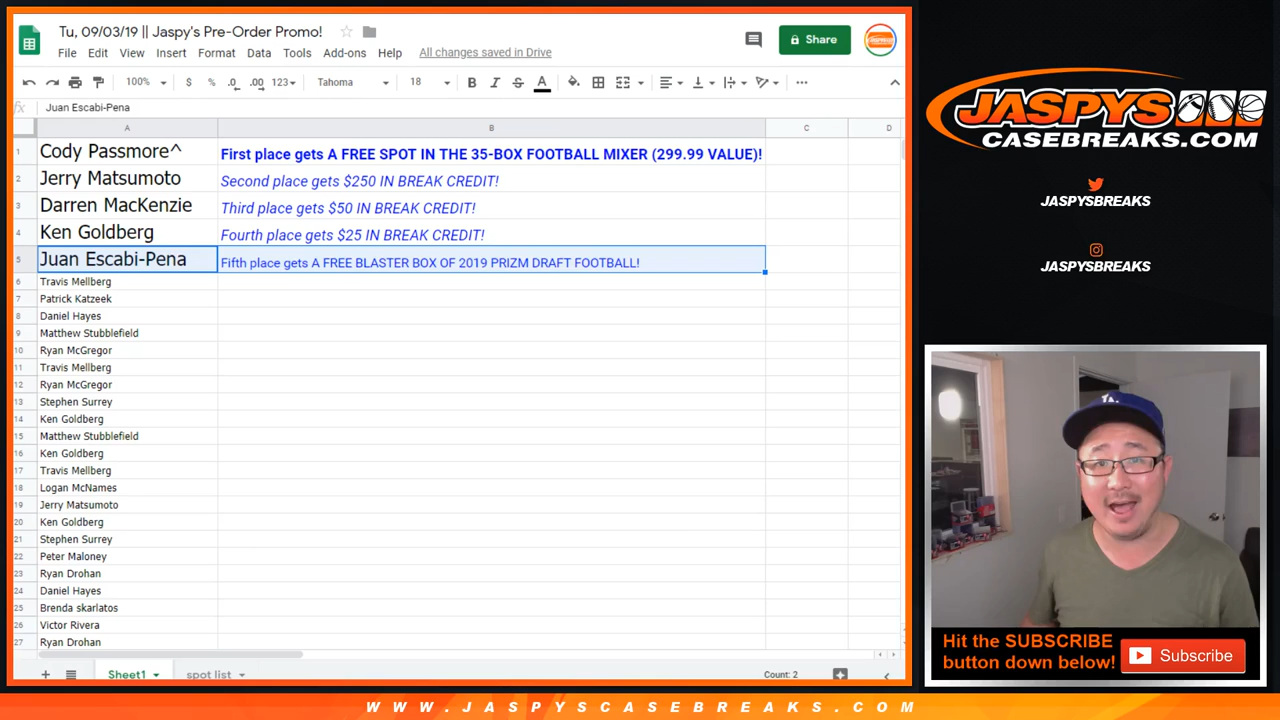 Tu, 09/03/19 || Jaspy's Pre-Order Promo!
File Edit View Insert Format Data Tools Add-ons Help All changes saved in Drive
Share
100% $ % .0 .00 123 Tahoma 18 B I S A
fx Juan Escabi-Pena
A B C D
1 Cody Passmore^ First place gets A FREE SPOT IN THE 35-BOX FOOTBALL MIXER (299.99 VALUE)!
2 Jerry Matsumoto Second place gets $250 IN BREAK CREDIT!
3 Darren MacKenzie Third place gets $50 IN BREAK CREDIT!
4 Ken Goldberg Fourth place gets $25 IN BREAK CREDIT!
5 Juan Escabi-Pena Fifth place gets A FREE BLASTER BOX OF 2019 PRIZM DRAFT FOOTBALL!
6 Travis Mellberg
7 Patrick Katzeek
8 Daniel Hayes
9 Matthew Stubblefield
10 Ryan McGregor
11 Travis Mellberg
12 Ryan McGregor
13 Stephen Surrey
14 Ken Goldberg
15 Matthew Stubblefield
16 Ken Goldberg
17 Travis Mellberg
18 Logan McNames
19 Jerry Matsumoto
20 Ken Goldberg
21 Stephen Surrey
22 Peter Maloney
23 Ryan Drohan
24 Daniel Hayes
25 Brenda skarlatos
26 Victor Rivera
27 Ryan Drohan
Sheet1 spot list Count: 2
JASPYS
CASEBREAKS.COM
JASPYSBREAKS
JASPYSBREAKS
LA
Hit the SUBSCRIBE
button down below!
Subscribe
WWW.JASPYSCASEBREAKS.COM